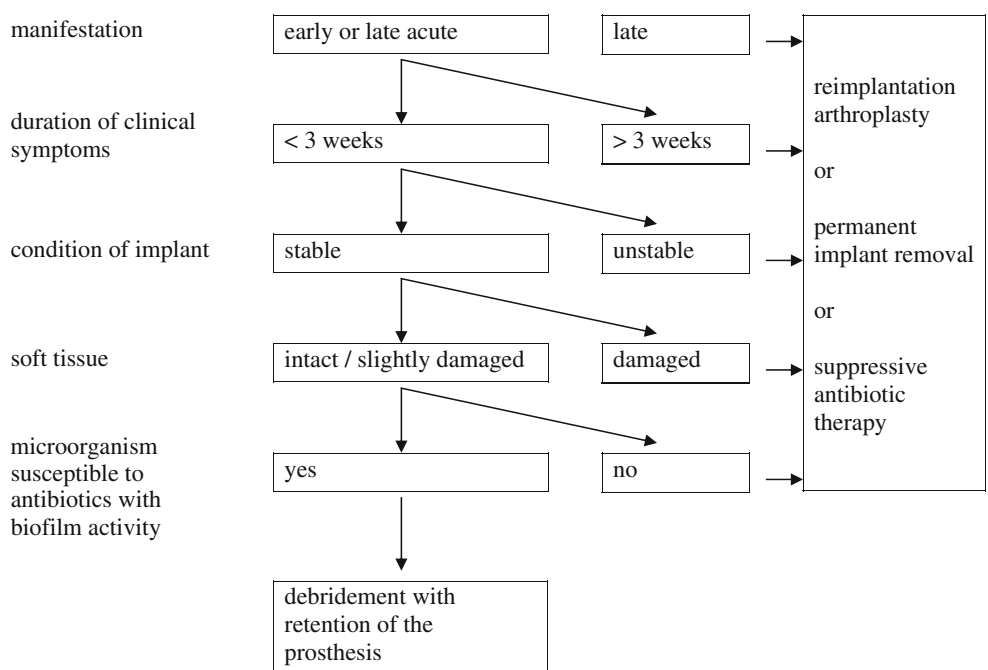 manifestation
early or late acute
late
duration of clinical
symptoms
< 3 weeks
> 3 weeks
condition of implant
stable
unstable
soft tissue
intact / slightly damaged
damaged
microorganism
susceptible to
antibiotics with
biofilm activity
yes
no
reimplantation
arthroplasty
or
permanent
implant removal
or
suppressive
antibiotic
therapy
debridement with
retention of the
prosthesis